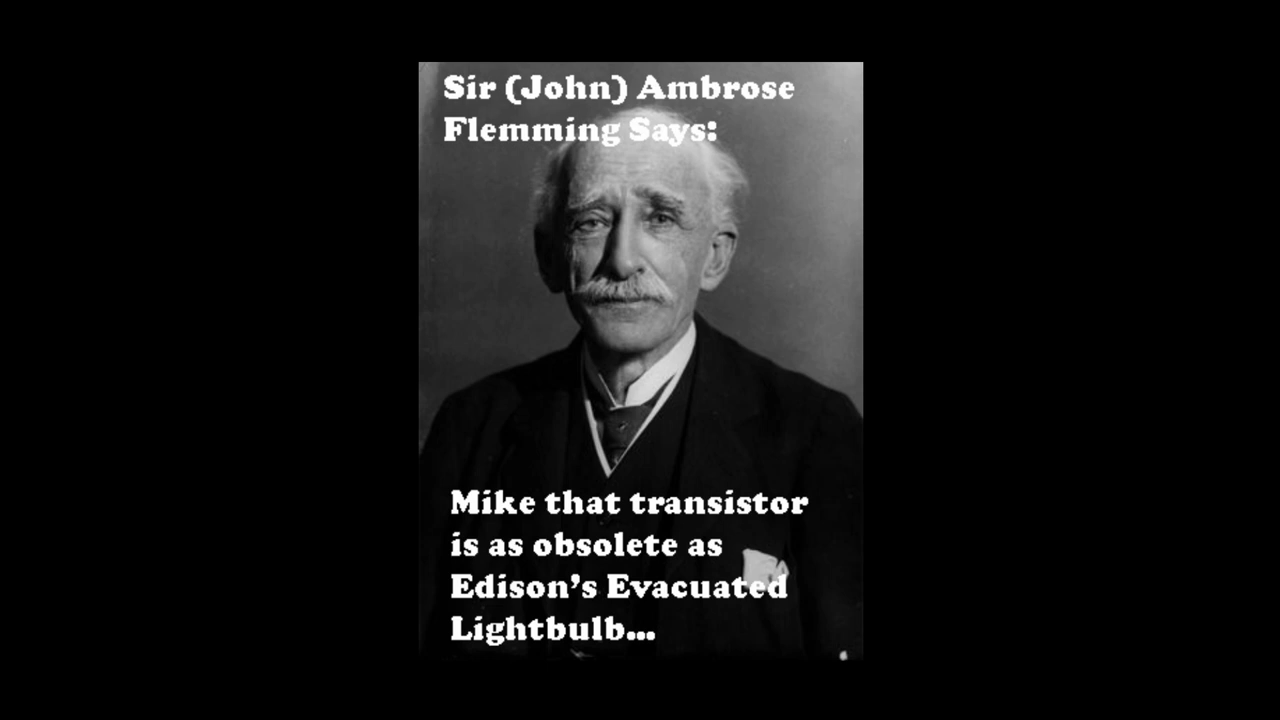 Sir (John) Ambrose
Flemming Says:
Mike that transistor
is as obsolete as
Edison's Evacuated
Lightbulb...